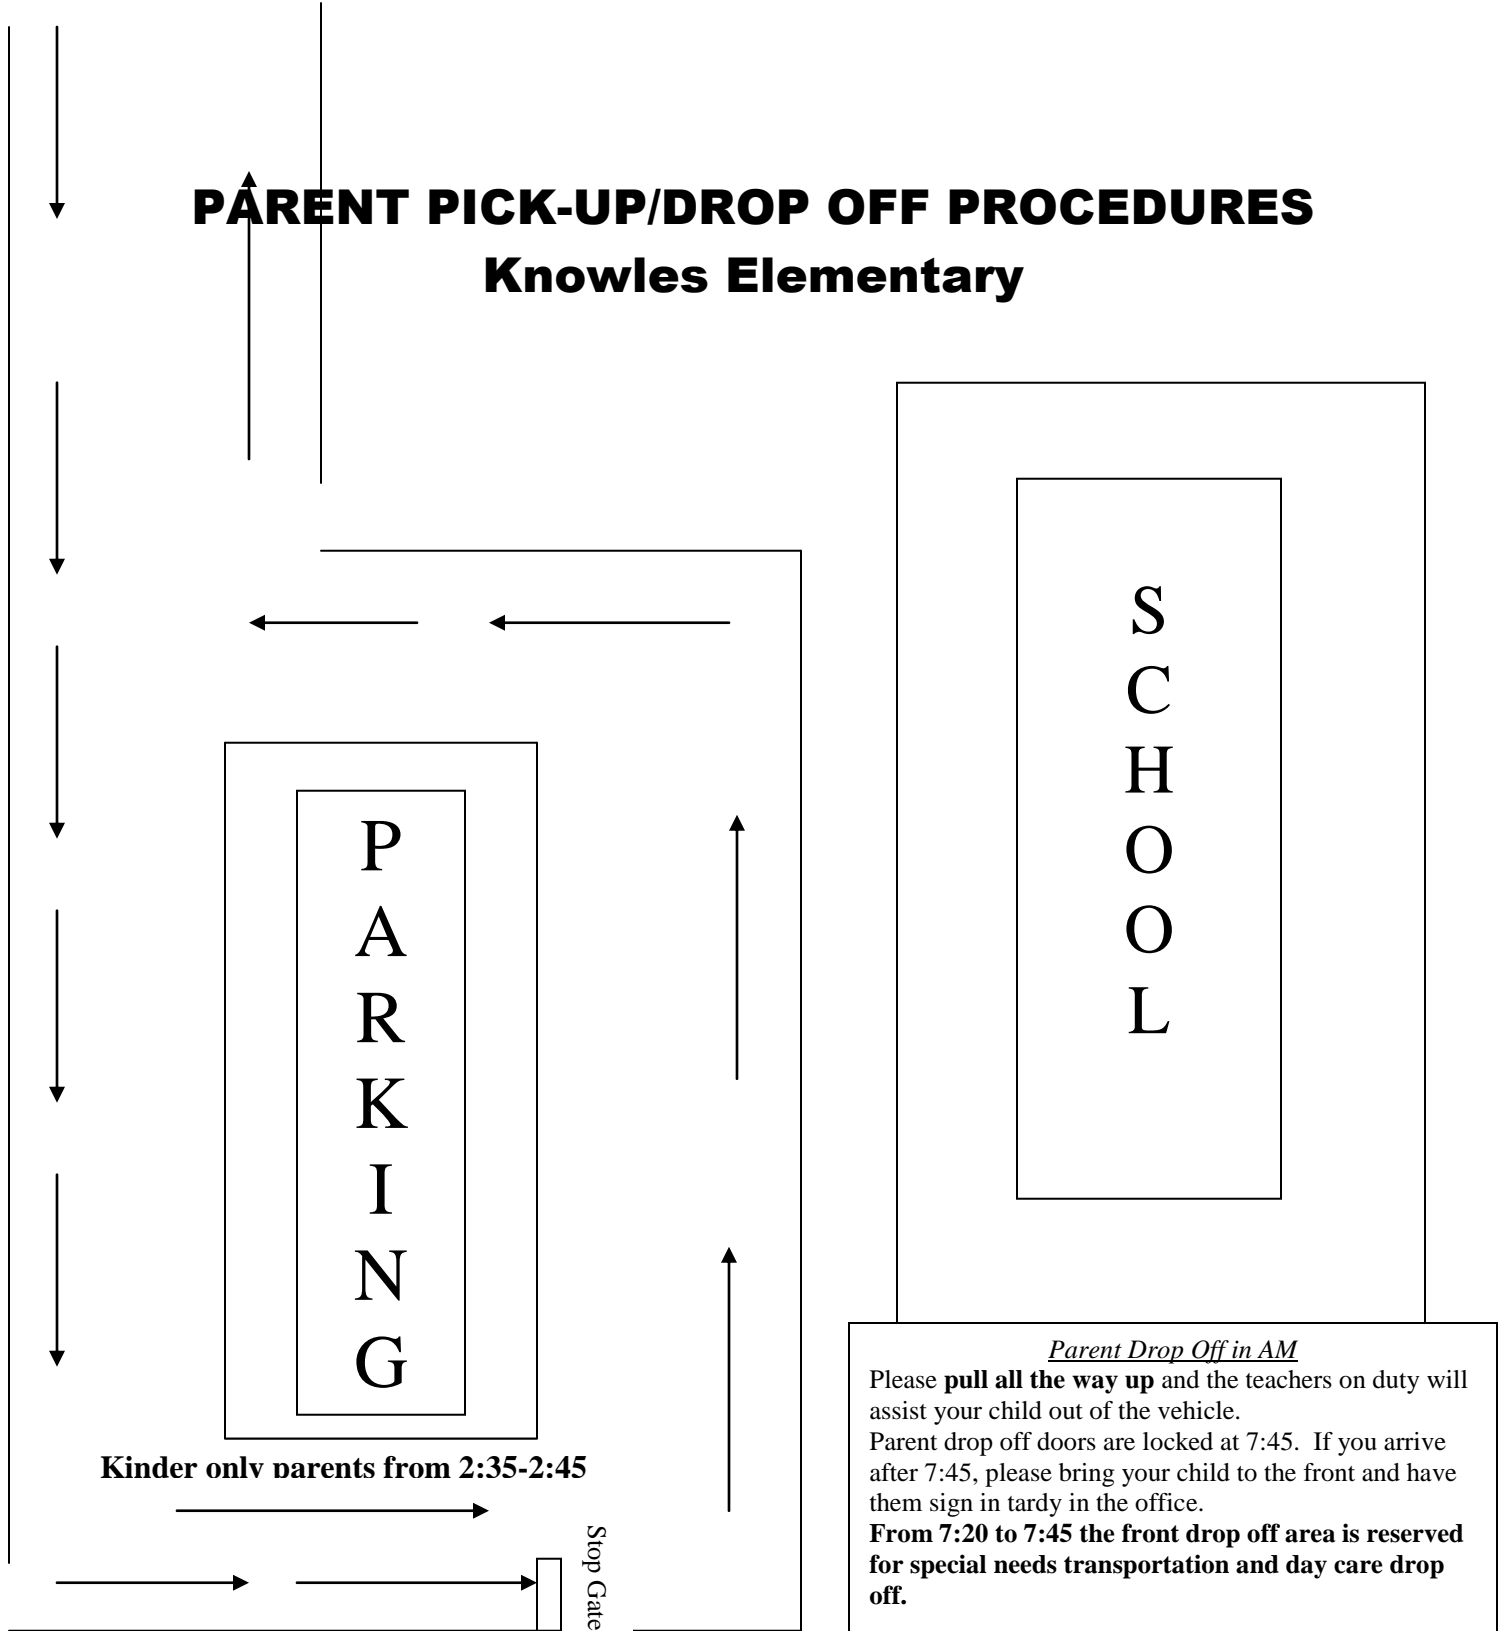 PARENT PICK-UP/DROP OFF PROCEDURES
Knowles Elementary
SCHOOL
PARKING
Kinder only parents from 2:35-2:45
Stop Gate
Parent Drop Off in AM
Please pull all the way up and the teachers on duty will
assist your child out of the vehicle.
Parent drop off doors are locked at 7:45.  If you arrive
after 7:45, please bring your child to the front and have
them sign in tardy in the office.
From 7:20 to 7:45 the front drop off area is reserved
for special needs transportation and day care drop
off.